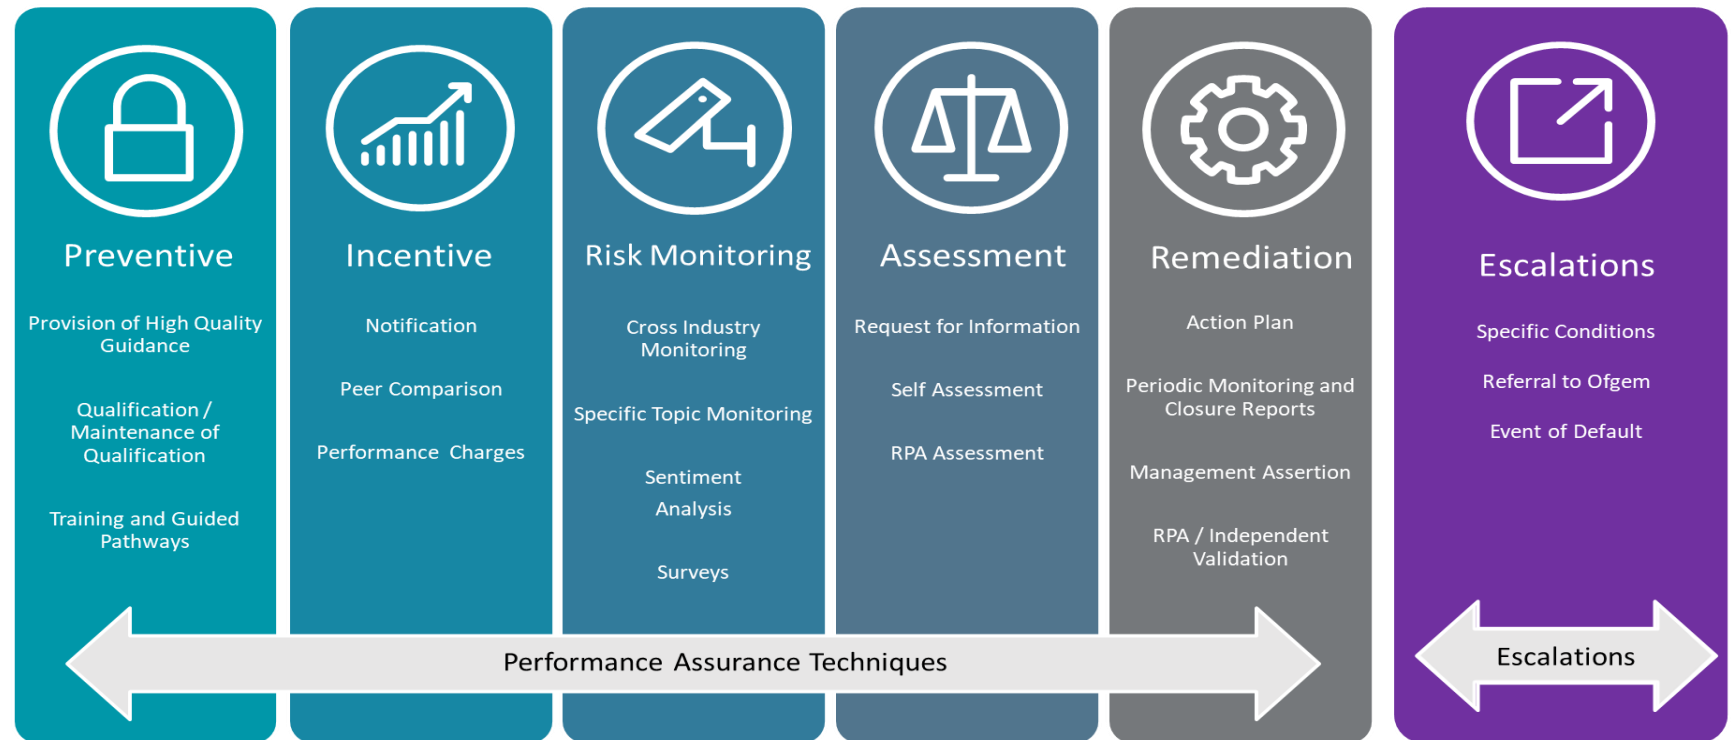 Preventive
Provision of High Quality
Guidance
Qualification /
Maintenance of
Qualification
Training and Guided
Pathways
Incentive
Notification
Peer Comparison
Performance Charges
Risk Monitoring
Cross Industry
Monitoring
Specific Topic Monitoring
Sentiment
Analysis
Surveys
Assessment
Request for Information
Self Assessment
RPA Assessment
Remediation
Action Plan
Periodic Monitoring and
Closure Reports
Management Assertion
RPA / Independent
Validation
Escalations
Specific Conditions
Referral to Ofgem
Event of Default
Performance Assurance Techniques
Escalations